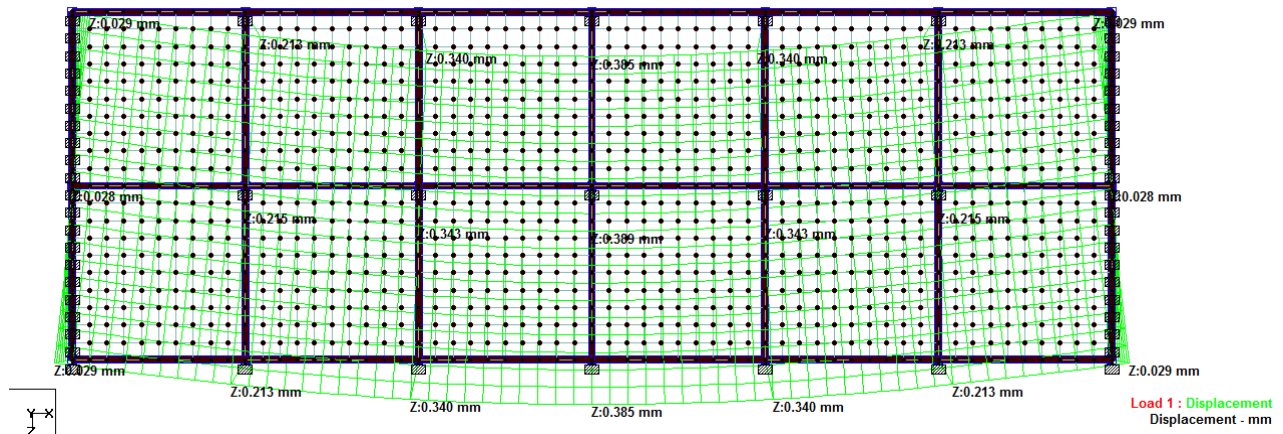 Z:0.029 mm
Z:0.213 mm
Z:0.340 mm
Z:0.385 mm
Z:0.340 mm
Z:0.213 mm
Z:0.029 mm
Z:0.028 mm
Z:0.215 mm
Z:0.343 mm
Z:0.389 mm
Z:0.343 mm
Z:0.215 mm
Z:0.028 mm
Z:0.029 mm
Z:0.213 mm
Z:0.340 mm
Z:0.385 mm
Z:0.340 mm
Z:0.213 mm
Z:0.029 mm
Y X
Z
Load 1 : Displacement
Displacement - mm